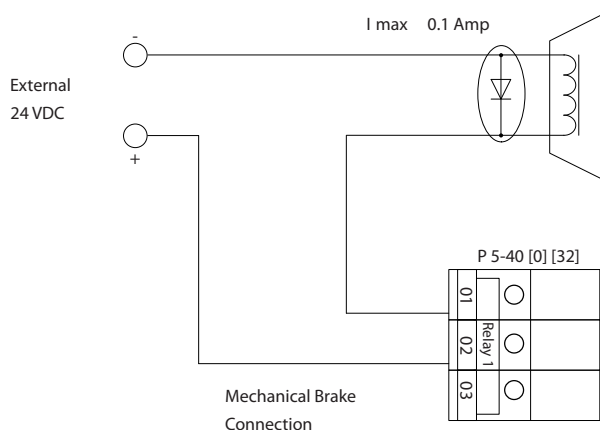 I max 0.1 Amp
-
External
24 VDC
+
P 5-40 [0] [32]
01
02
03
Relay 1
Mechanical Brake
Connection